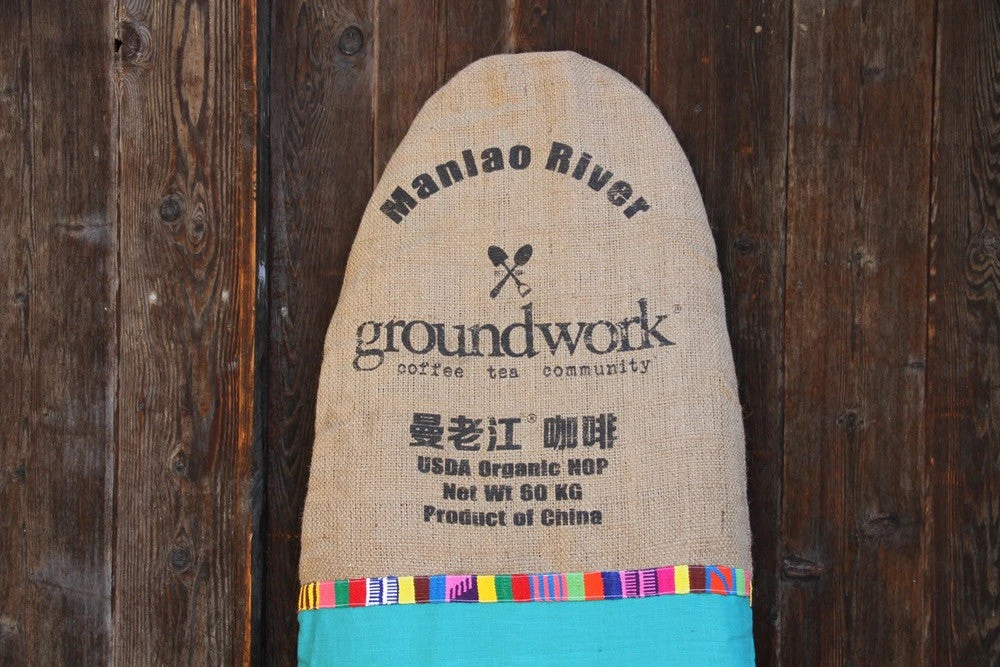 Manlao River
groundwork®
coffee tea community
曼老江®咖啡
USDA Organic NOP
Net Wt 60 KG
Product of China